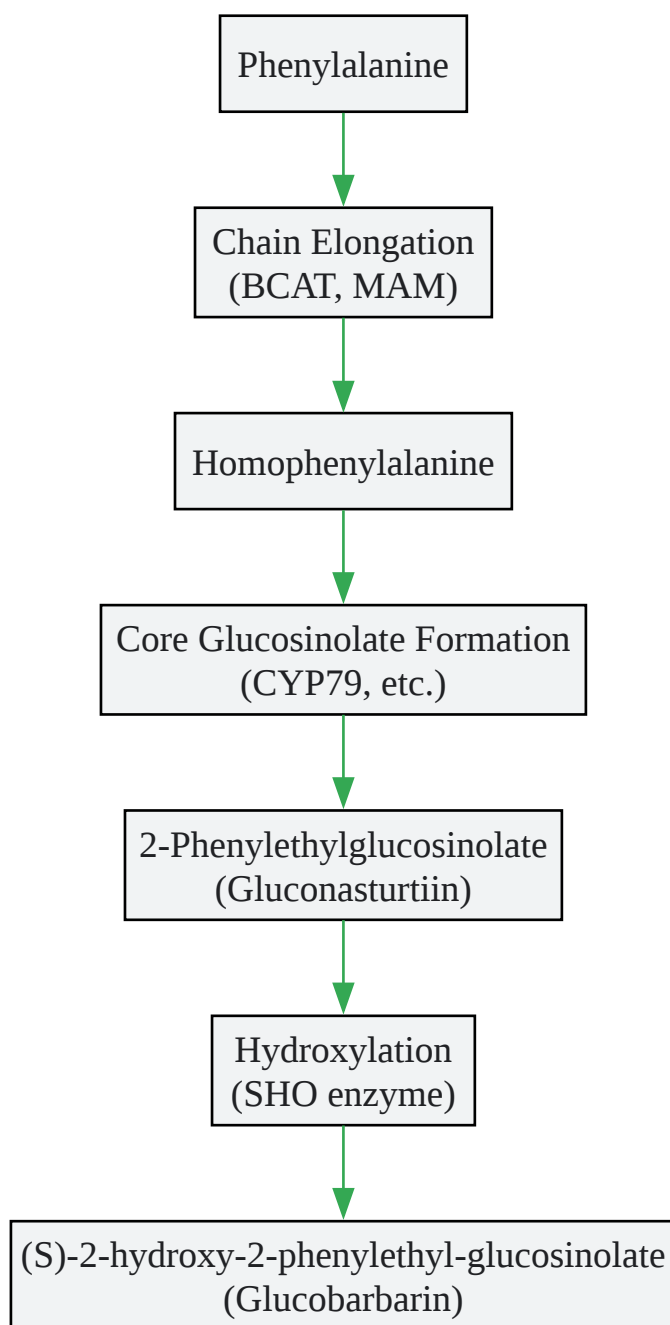 Phenylalanine
Chain Elongation
(BCAT, MAM)
Homophenylalanine
Core Glucosinolate Formation
(CYP79, etc.)
2-Phenylethylglucosinolate
(Gluconasturtiin)
Hydroxylation
(SHO enzyme)
(S)-2-hydroxy-2-phenylethyl-glucosinolate
(Glucobarbarin)